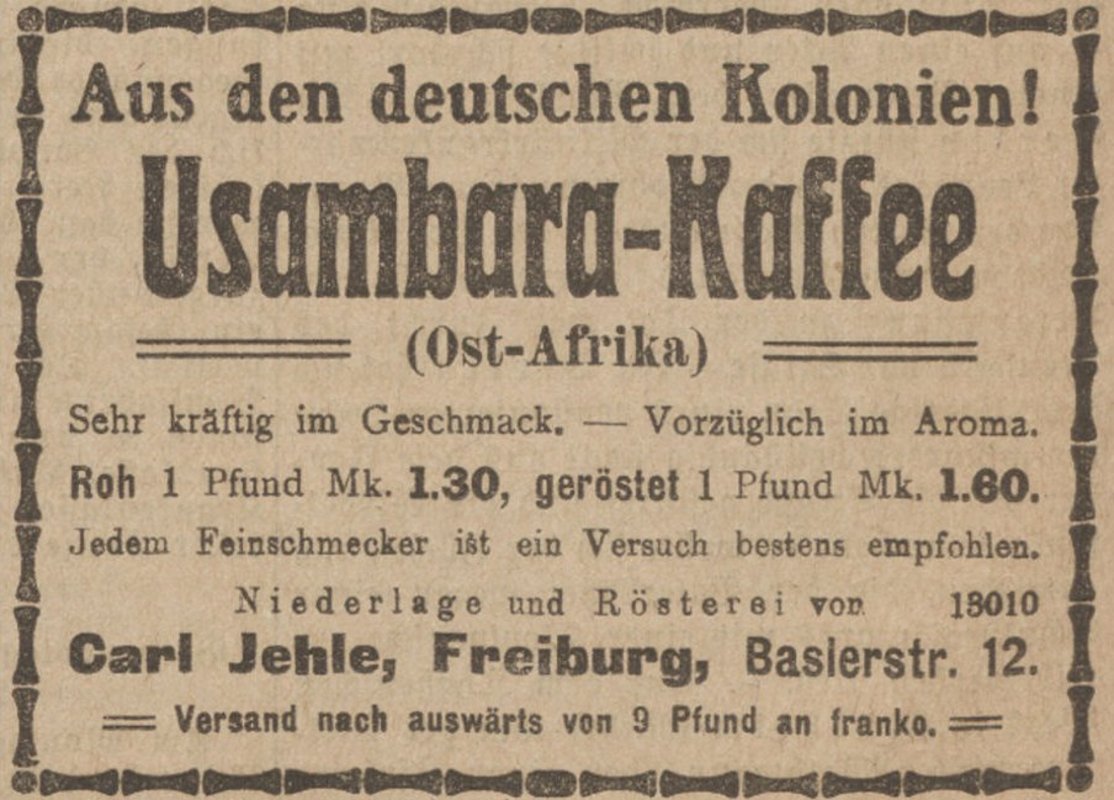 Aus den deutschen Kolonien!
Usambara-Kaffee
(Ost-Afrika)
Sehr kräftig im Geschmack. — Vorzüglich im Aroma.
Roh 1 Pfund Mk. 1.30, geröstet 1 Pfund Mk. 1.60.
Jedem Feinschmecker ist ein Versuch bestens empfohlen.
Niederlage und Rösterei von 13010
Carl Jehle, Freiburg, Baslerstr. 12.
Versand nach auswärts von 9 Pfund an franko.